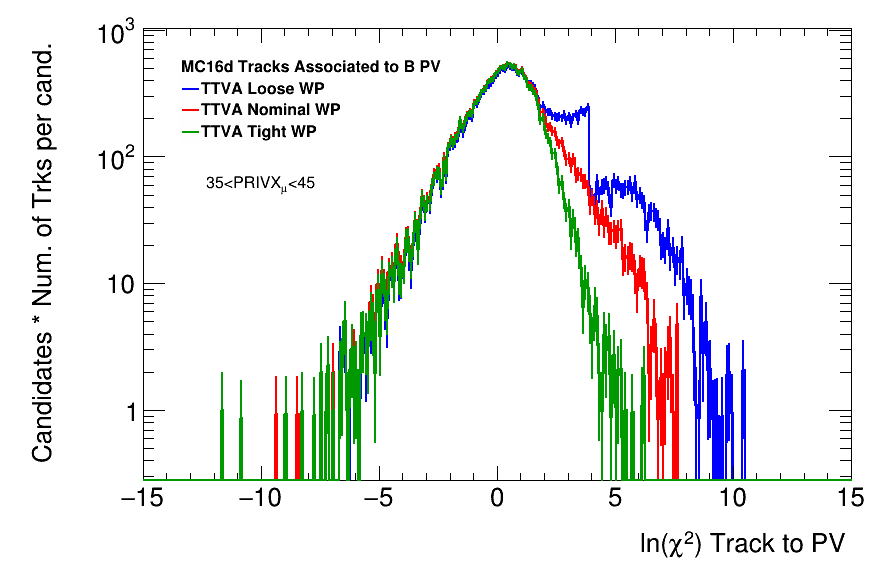 10³
10²
10
1
Candidates * Num. of Trks per cand.
MC16d Tracks Associated to B PV
TTVA Loose WP
TTVA Nominal WP
TTVA Tight WP
35<PRIVXμ<45
−15 −10 −5 0 5 10 15
ln(χ²) Track to PV